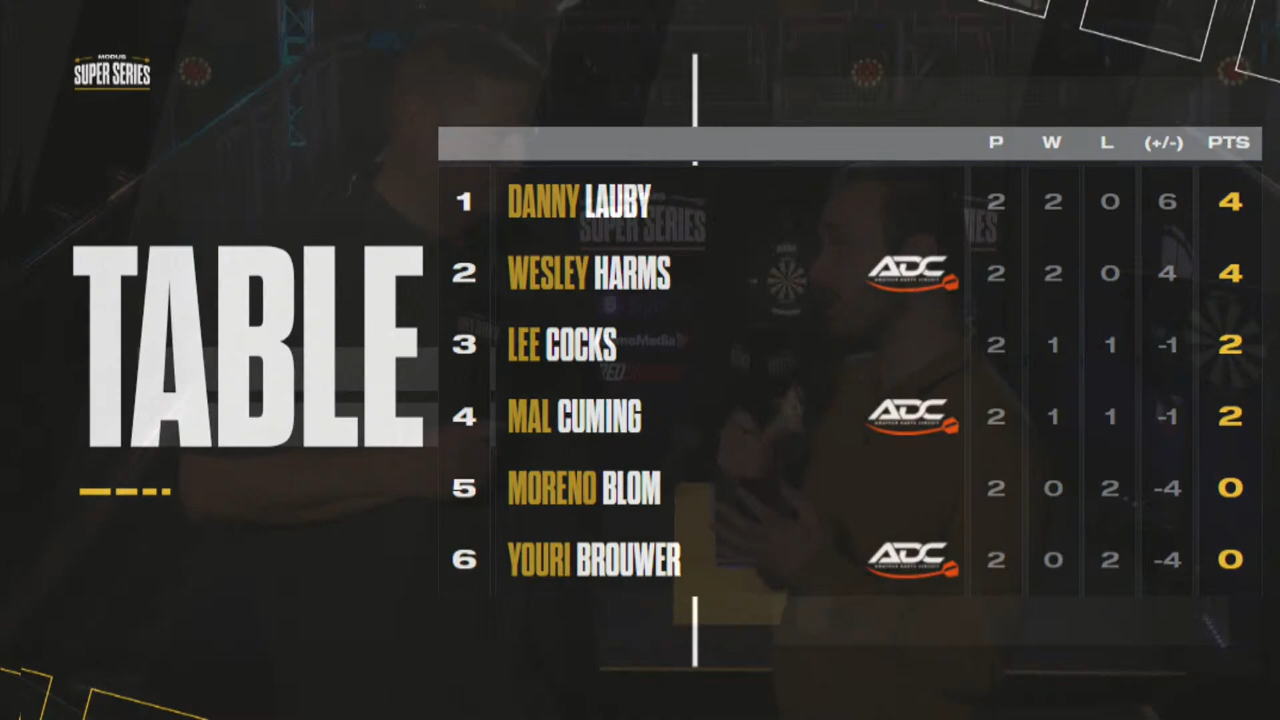 MODUS
SUPER SERIES
P W L (+/-) PTS
TABLE
1 DANNY LAUBY 2 2 0 6 4
2 WESLEY HARMS ADC 2 2 0 4 4
3 LEE COCKS 2 1 1 -1 2
4 MAL CUMING ADC 2 1 1 -1 2
5 MORENO BLOM 2 0 2 -4 0
6 YOURI BROUWER ADC 2 0 2 -4 0
SUPER SERIES